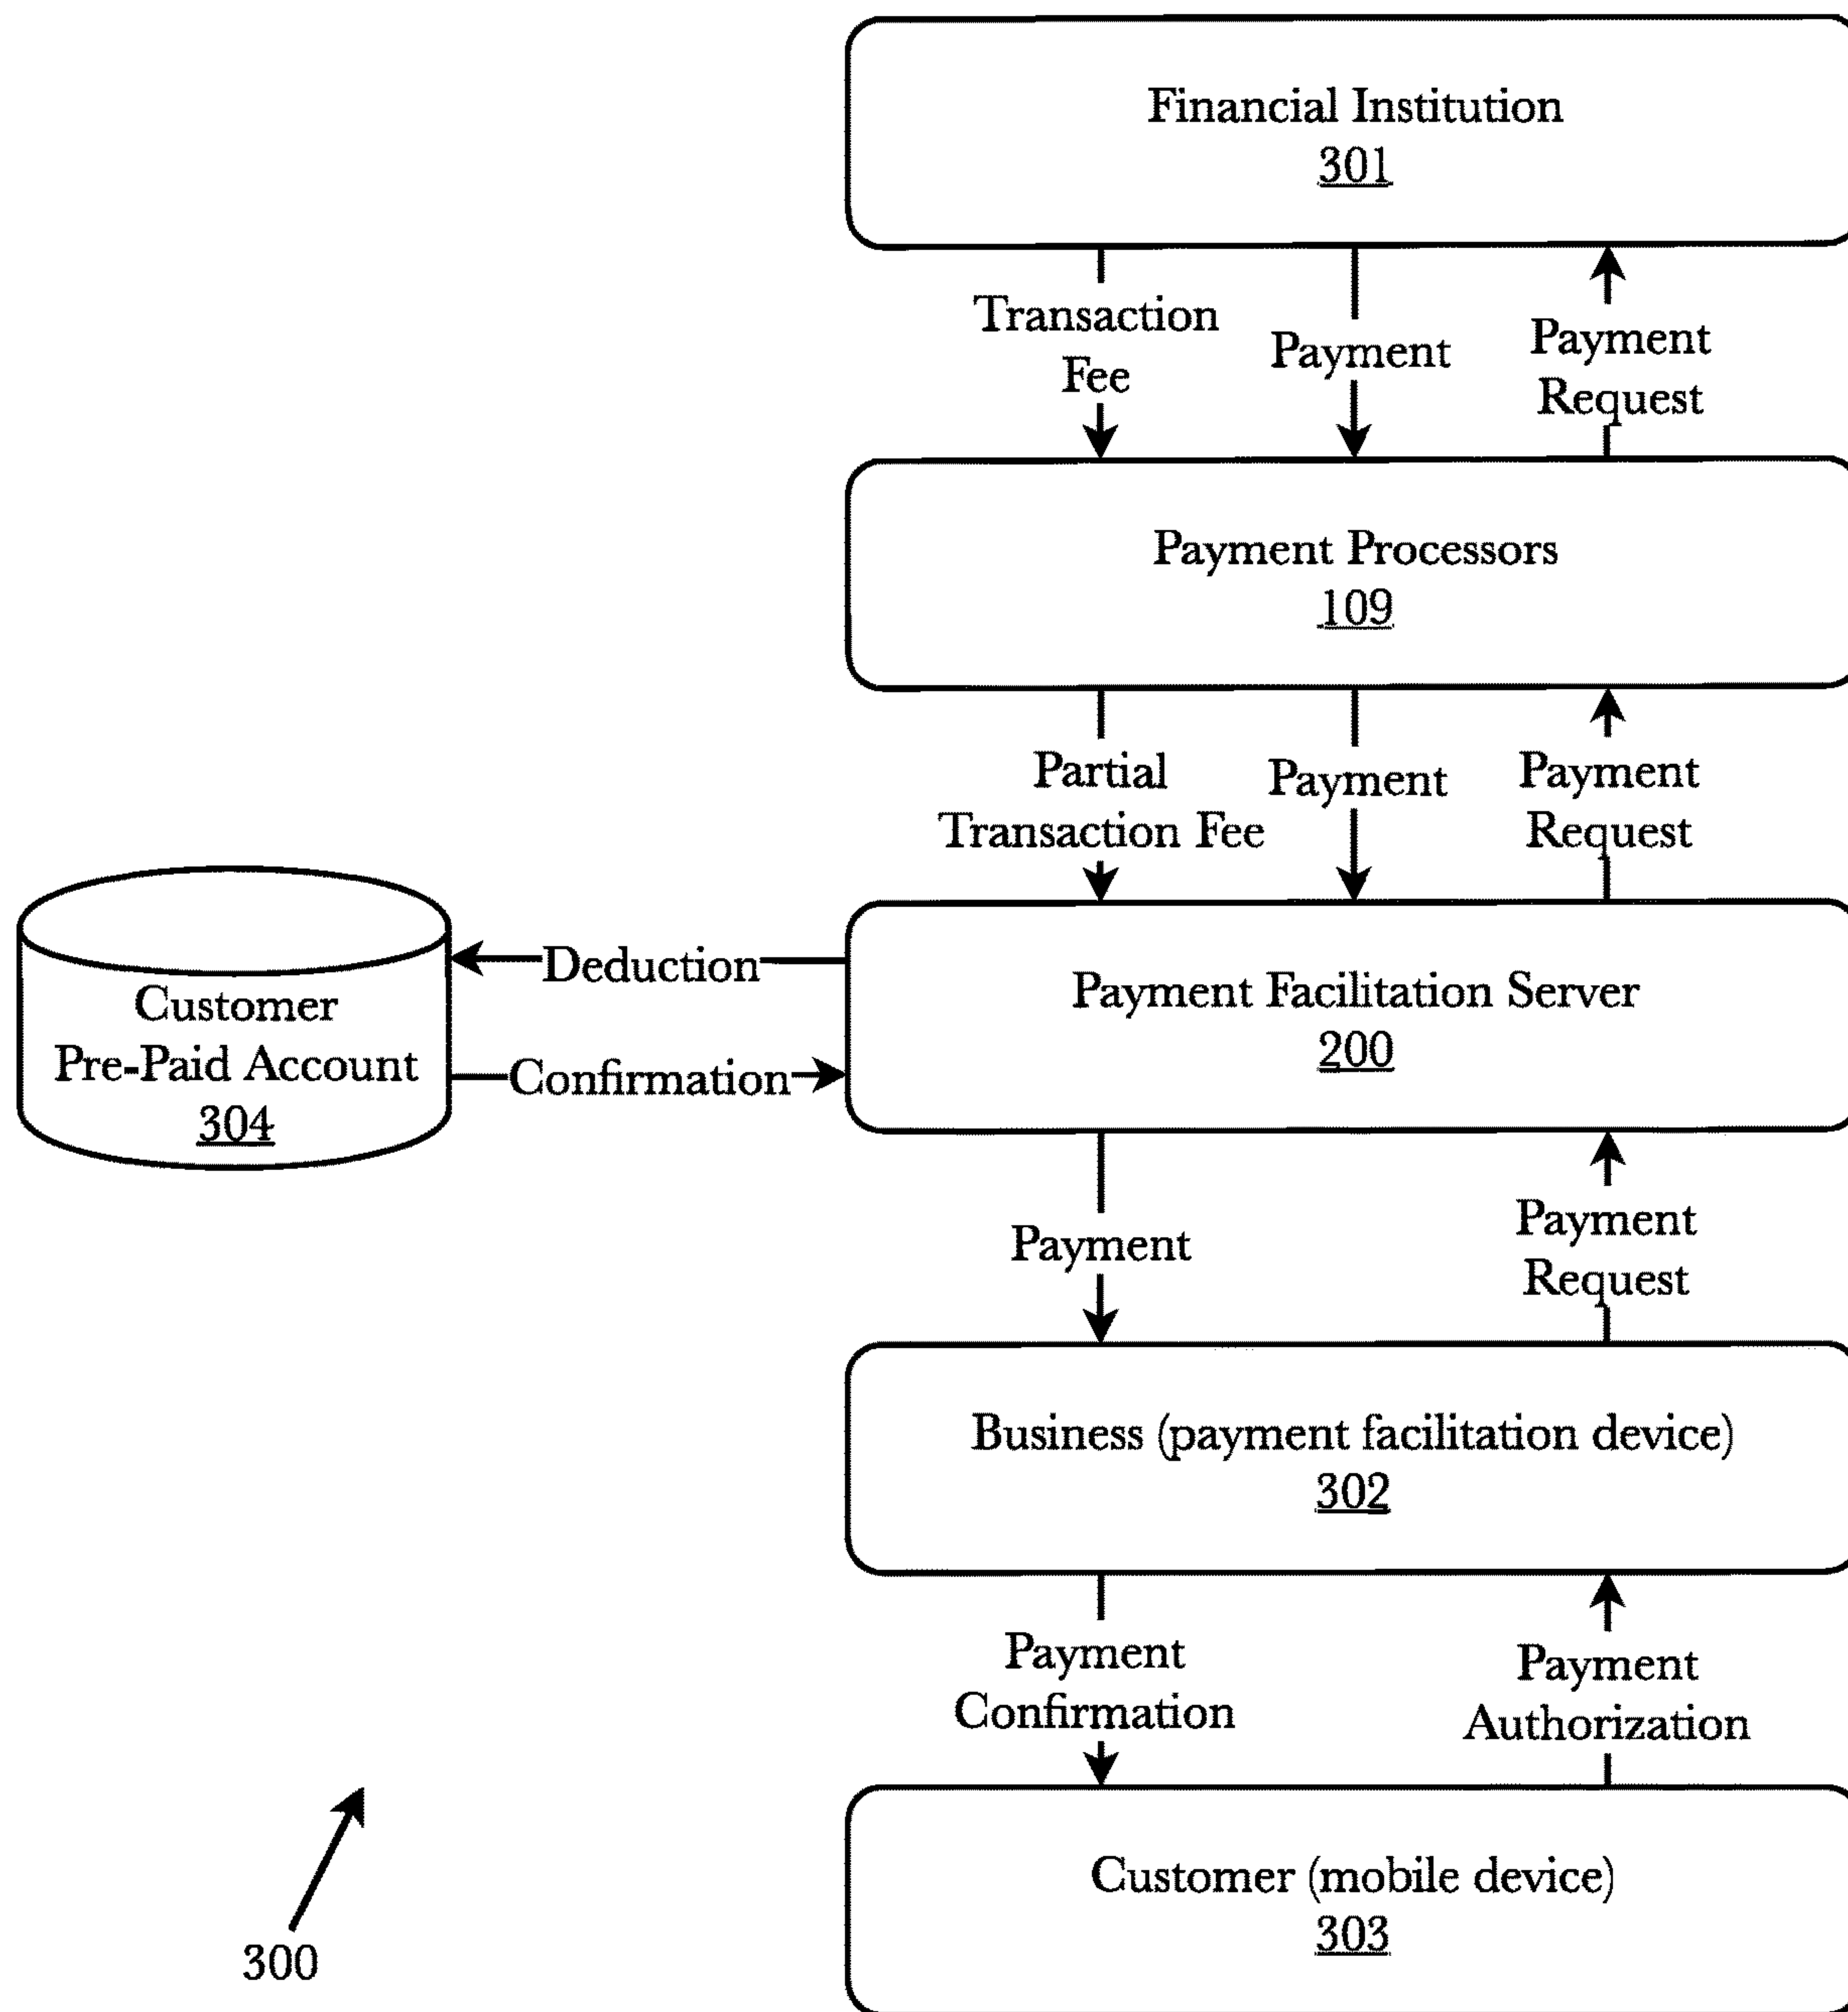 Financial Institution
301
Transaction
Fee
Payment
Payment
Request
Payment Processors
109
Partial
Transaction Fee
Payment
Payment
Request
Customer
Pre-Paid Account
304
Deduction
Confirmation
Payment Facilitation Server
200
Payment
Payment
Request
Business (payment facilitation device)
302
Payment
Confirmation
Payment
Authorization
Customer (mobile device)
303
300